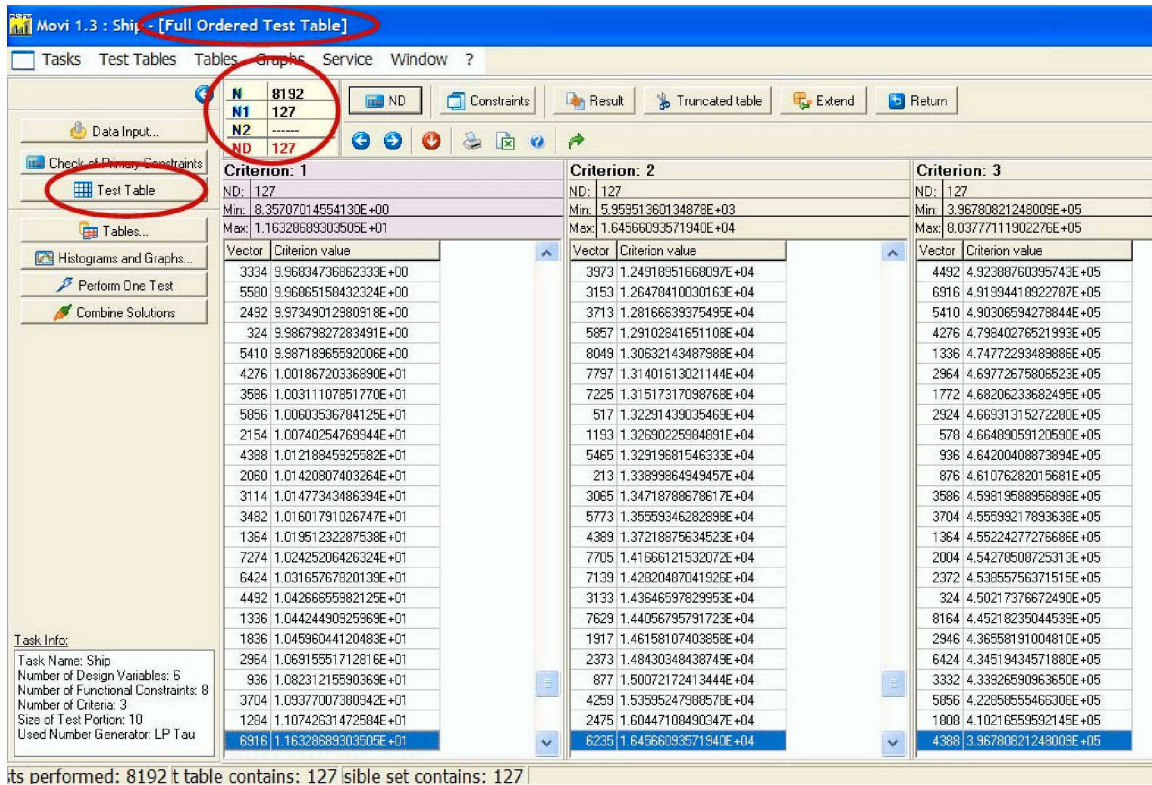 Movi 1.3 : Ship - [Full Ordered Test Table]
Tasks Test Tables Tables Graphs Service Window ?
N 8192
N1 127
N2 ------
ND 127
ND Constraints Result Truncated table Extend Return
Data Input...
Check of Primary Constraints
Test Table
Tables...
Histograms and Graphs...
Perform One Test
Combine Solutions
Task Info:
Task Name: Ship
Number of Design Variables: 6
Number of Functional Constraints: 8
Number of Criteria: 3
Size of Test Portion: 10
Used Number Generator: LP Tau
Criterion: 1 Criterion: 2 Criterion: 3
ND: 127 ND: 127 ND: 127
Min: 8.35707014554130E+00 Min: 5.95951360134878E+03 Min: 3.96780821248009E+05
Max: 1.16328689303505E+01 Max: 1.64566093571940E+04 Max: 8.03777111902276E+05
Vector Criterion value Vector Criterion value Vector Criterion value
3334 9.96834736862333E+00 3973 1.24918951668097E+04 4492 4.92388760395743E+05
5580 9.96865158432324E+00 3153 1.26478410030163E+04 6916 4.91994418922787E+05
2492 9.97349012980918E+00 3713 1.28166639375495E+04 5410 4.90306594278844E+05
324 9.98679827283491E+00 5857 1.29102841651108E+04 4276 4.79840276521993E+05
5410 9.98718965592006E+00 8049 1.30632143487988E+04 1336 4.74772293489886E+05
4276 1.00186720336890E+01 7797 1.31401613021144E+04 2964 4.69772675806523E+05
3586 1.00311107851770E+01 7225 1.31517317098768E+04 1772 4.68206233682495E+05
5856 1.00603536784125E+01 517 1.32291439035469E+04 2924 4.66931315272280E+05
2154 1.00740254769944E+01 1193 1.32690225984891E+04 578 4.66489059120590E+05
4388 1.01218845925582E+01 5465 1.32919681546333E+04 936 4.64200408873894E+05
2060 1.01420807403264E+01 213 1.33899864949457E+04 876 4.61076282015681E+05
3114 1.01477343486394E+01 3065 1.34718788678617E+04 3586 4.59819588956898E+05
3482 1.01601791026747E+01 5773 1.35559346282898E+04 3704 4.55599217893638E+05
1364 1.01951232287538E+01 4389 1.37218875634523E+04 1364 4.55224277276686E+05
7274 1.02425206426324E+01 7705 1.41666121532072E+04 2004 4.54278508725313E+05
6424 1.03165767820139E+01 7139 1.42820487041926E+04 2372 4.53855756371515E+05
4492 1.04266655982125E+01 3133 1.43646597829953E+04 324 4.50217376672490E+05
1336 1.04424490925969E+01 7629 1.44056795791723E+04 8164 4.45218235044539E+05
1836 1.04596044120483E+01 1917 1.46158107403858E+04 2946 4.36558191004810E+05
2964 1.06915551712816E+01 2373 1.48430348438749E+04 6424 4.34519434571880E+05
936 1.08231215590369E+01 877 1.50072172413444E+04 3332 4.33926590963650E+05
3704 1.09377007380942E+01 4259 1.53595247988578E+04 5856 4.22858555466306E+05
1284 1.10742631472584E+01 2475 1.60447108490347E+04 1808 4.10216559592145E+05
6916 1.16328689303505E+01 6235 1.64566093571940E+04 4388 3.96780821248009E+05
sts performed: 8192 t table contains: 127 sible set contains: 127